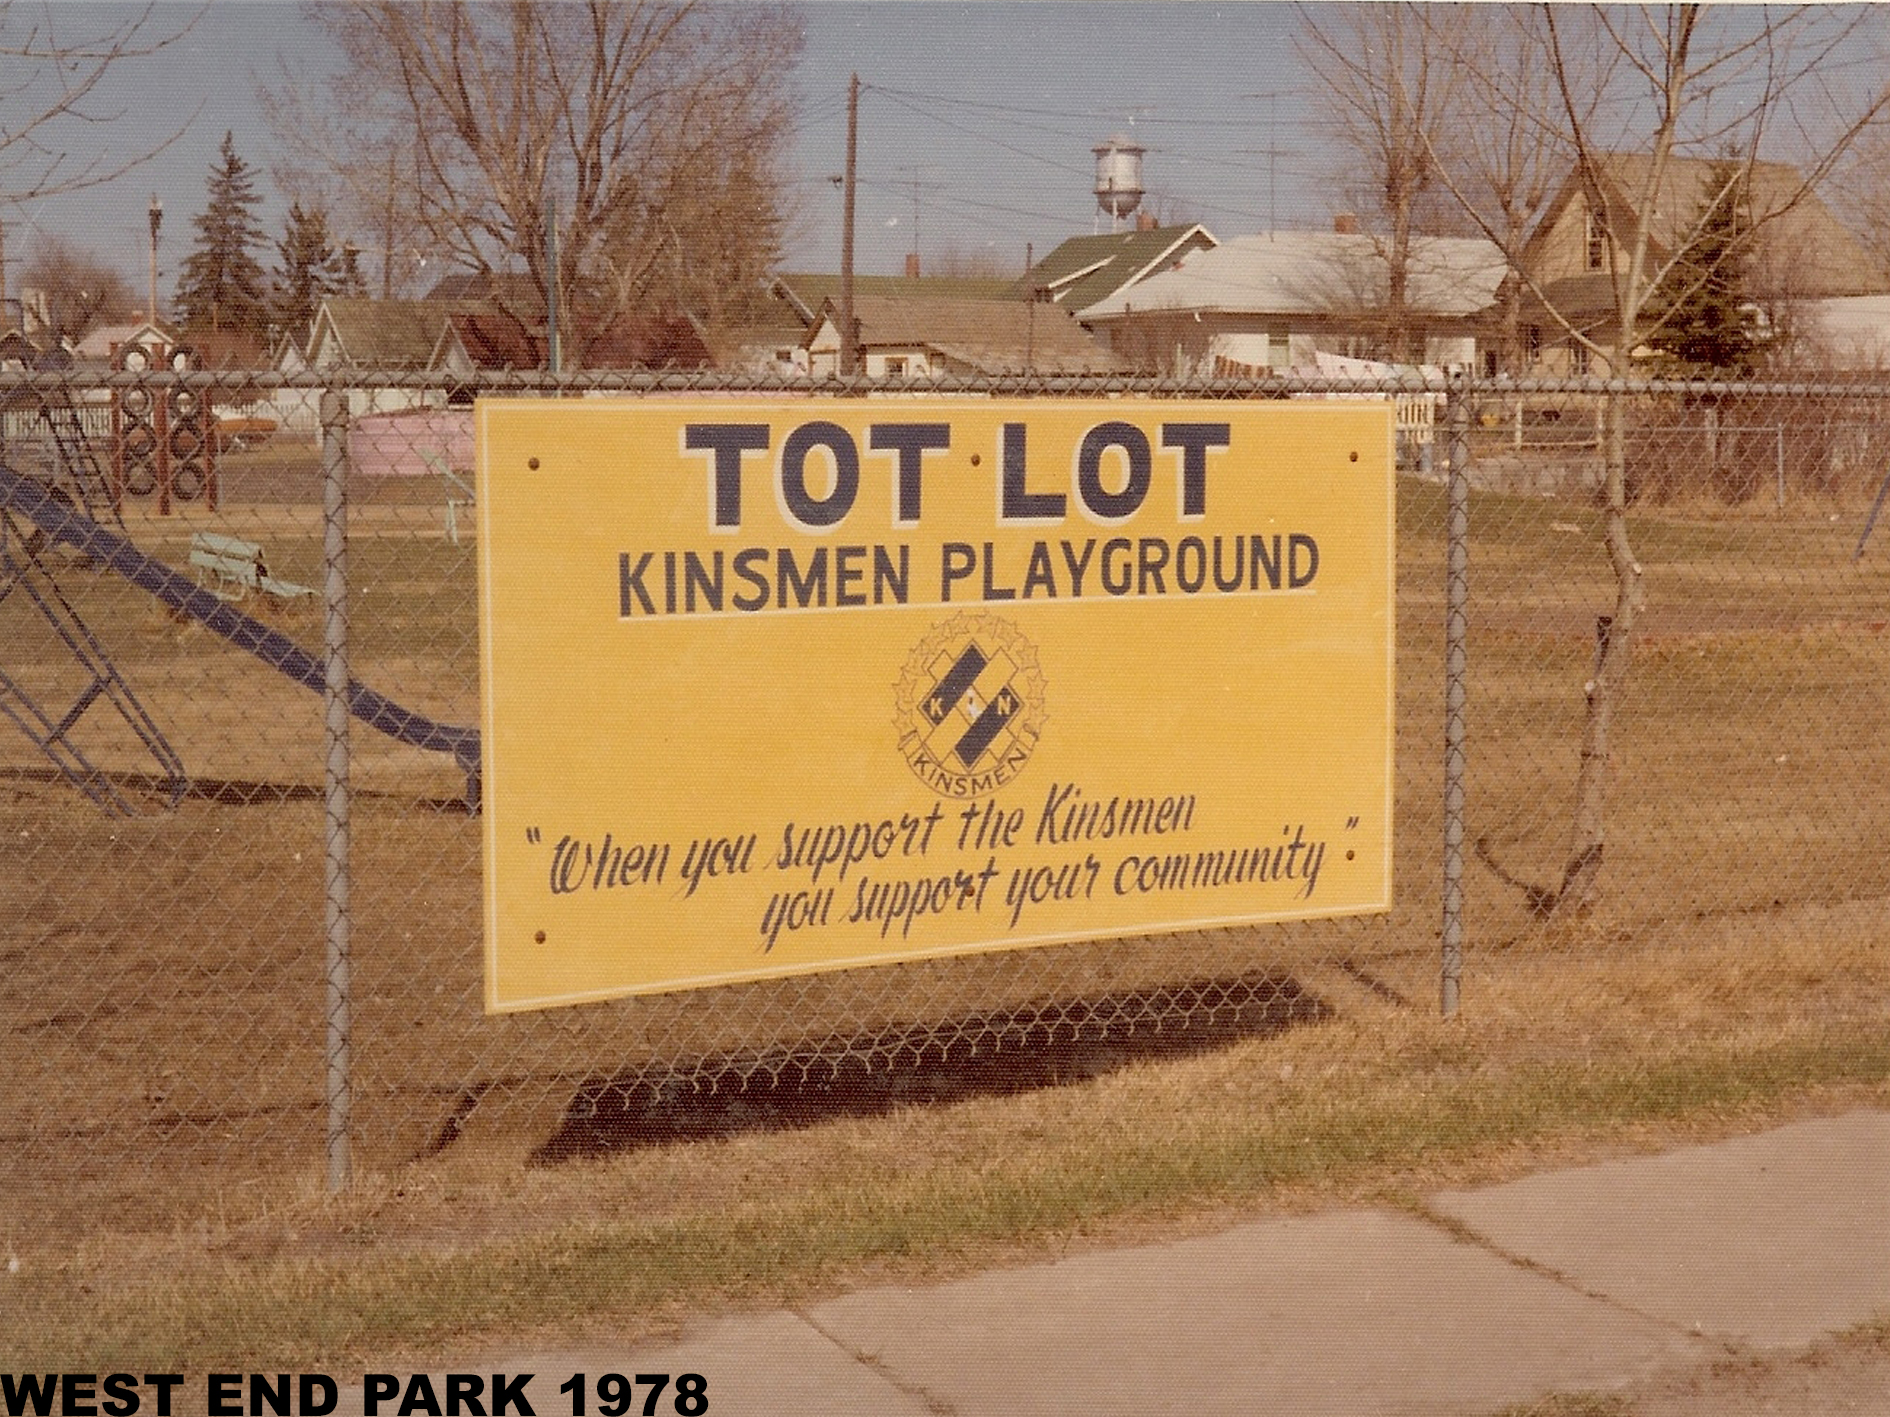 TOT LOT
KINSMEN PLAYGROUND
K N
KINSMEN
"When you support the Kinsmen
you support your community"
WEST END PARK 1978